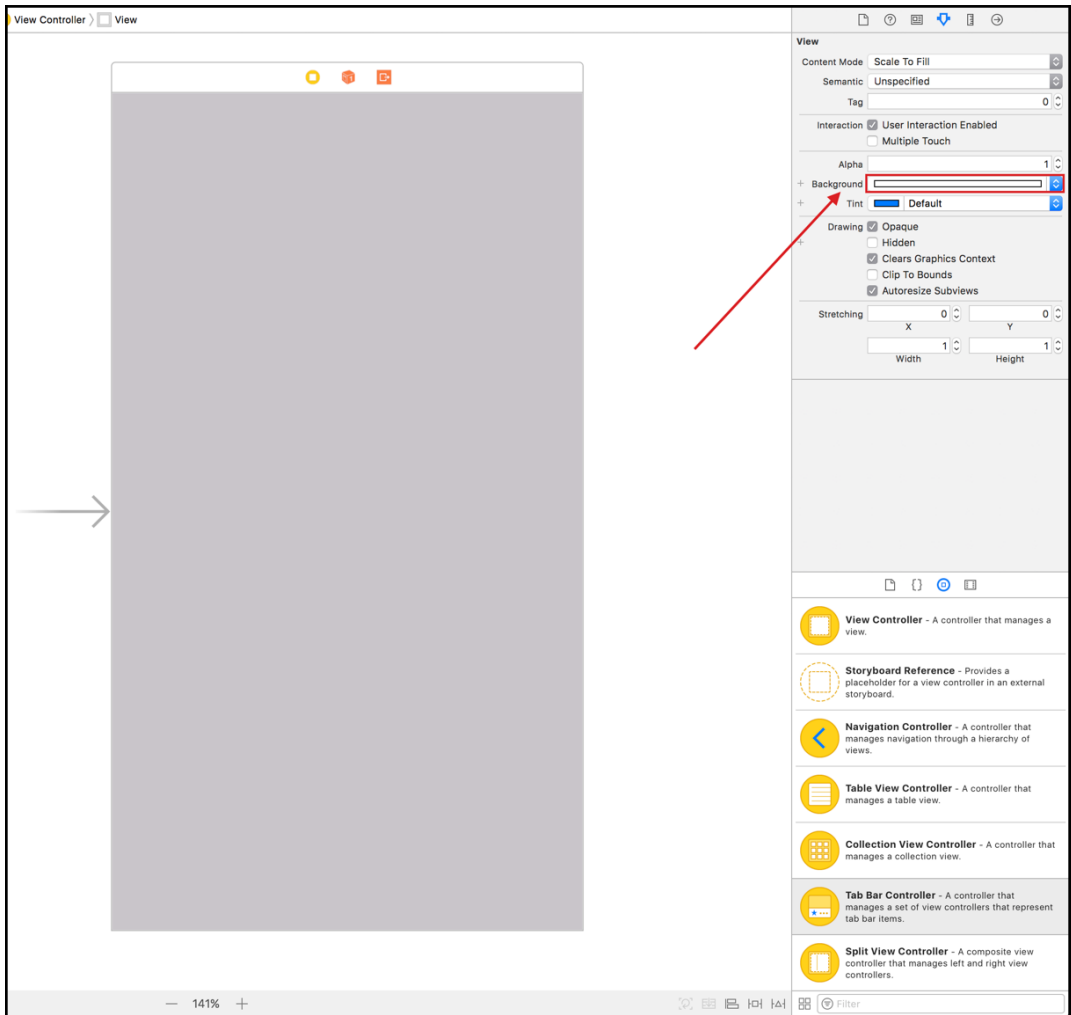 View Controller 〉 View
View
Content Mode Scale To Fill
Semantic Unspecified
Tag 0
Interaction User Interaction Enabled
Multiple Touch
Alpha 1
+ Background
+ Tint Default
Drawing Opaque
+ Hidden
Clears Graphics Context
Clip To Bounds
Autoresize Subviews
Stretching 0 0
X Y
1 1
Width Height
View Controller - A controller that manages a
view.
Storyboard Reference - Provides a
placeholder for a view controller in an external
storyboard.
Navigation Controller - A controller that
manages navigation through a hierarchy of
views.
Table View Controller - A controller that
manages a table view.
Collection View Controller - A controller that
manages a collection view.
Tab Bar Controller - A controller that
manages a set of view controllers that represent
tab bar items.
Split View Controller - A composite view
controller that manages left and right view
controllers.
— 141% +
Filter